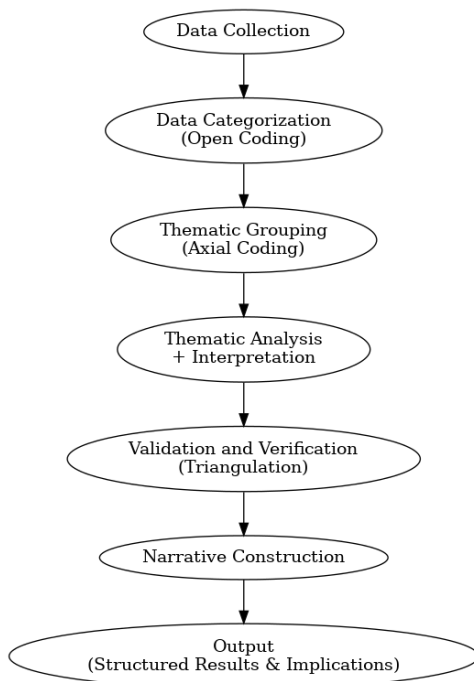 Data Collection
Data Categorization
(Open Coding)
Thematic Grouping
(Axial Coding)
Thematic Analysis
+ Interpretation
Validation and Verification
(Triangulation)
Narrative Construction
Output
(Structured Results & Implications)